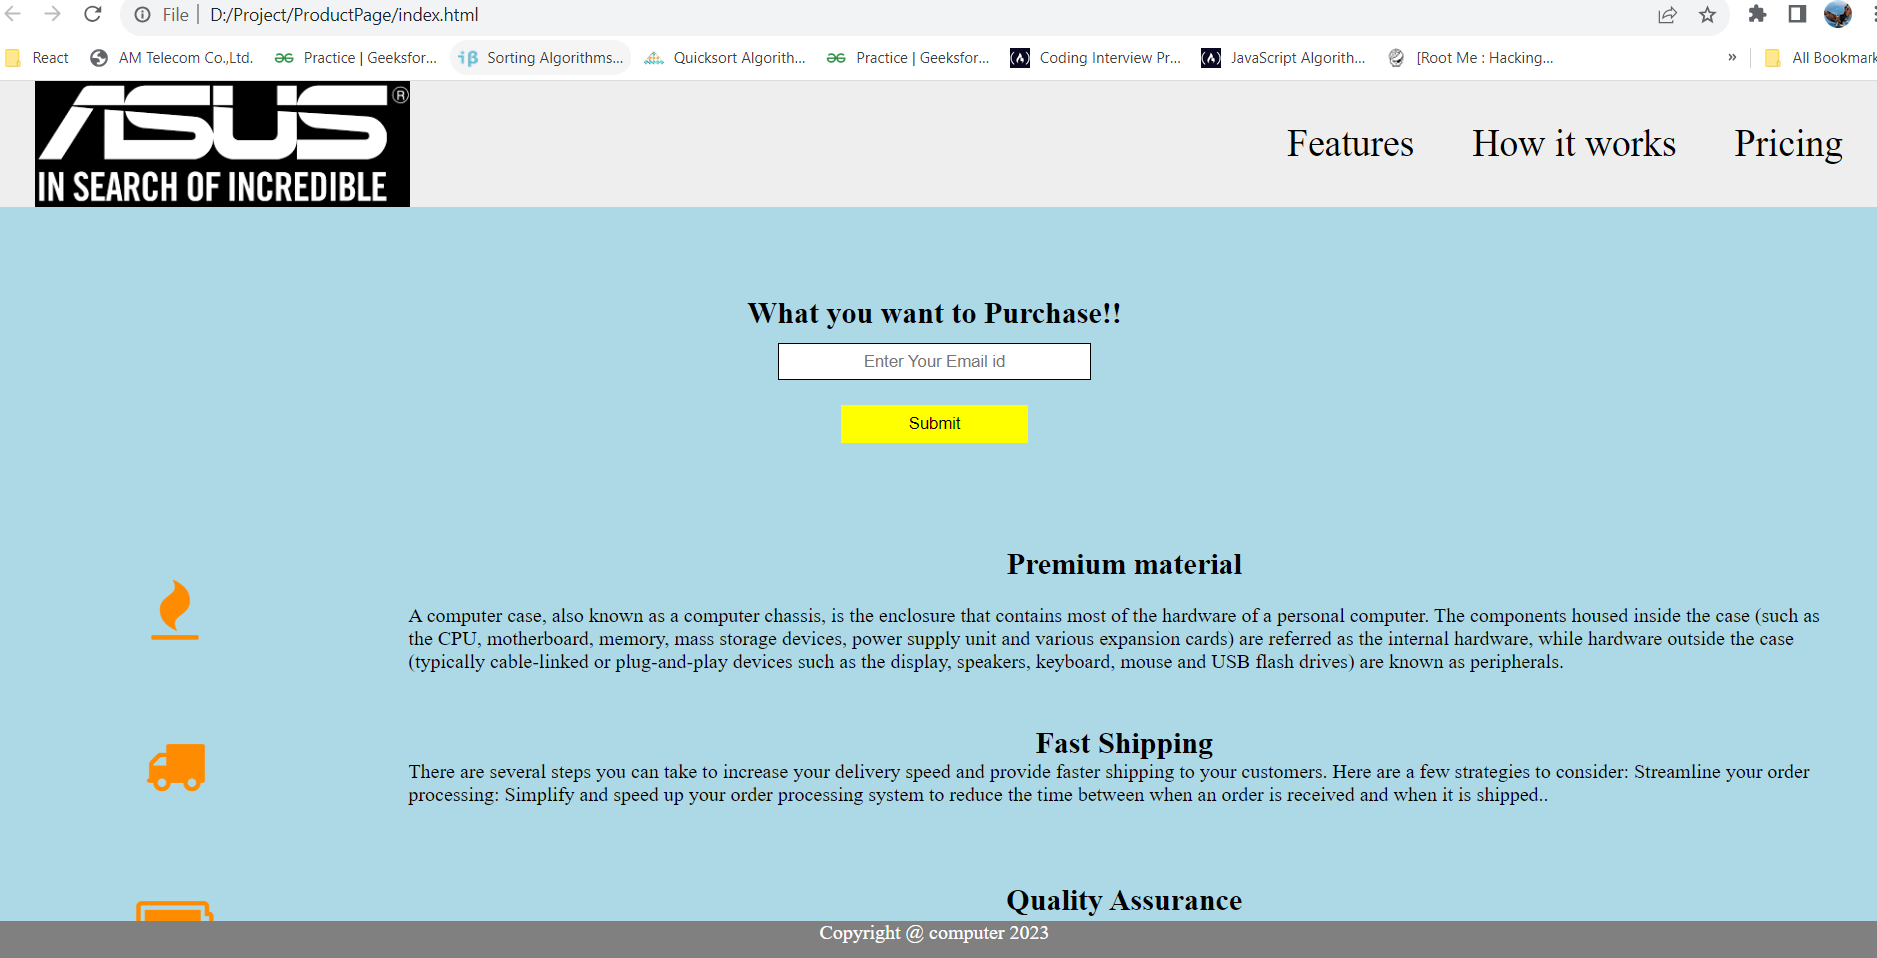 File D:/Project/ProductPage/index.html
React AM Telecom Co.,Ltd. Practice | Geeksfor... Sorting Algorithms... Quicksort Algorith... Practice | Geeksfor... Coding Interview Pr... JavaScript Algorith... [Root Me : Hacking... » All Bookmark
ASUS®
IN SEARCH OF INCREDIBLE
Features How it works Pricing
What you want to Purchase!!
Enter Your Email id
Submit
Premium material
A computer case, also known as a computer chassis, is the enclosure that contains most of the hardware of a personal computer. The components housed inside the case (such as
the CPU, motherboard, memory, mass storage devices, power supply unit and various expansion cards) are referred as the internal hardware, while hardware outside the case
(typically cable-linked or plug-and-play devices such as the display, speakers, keyboard, mouse and USB flash drives) are known as peripherals.
Fast Shipping
There are several steps you can take to increase your delivery speed and provide faster shipping to your customers. Here are a few strategies to consider: Streamline your order
processing: Simplify and speed up your order processing system to reduce the time between when an order is received and when it is shipped..
Quality Assurance
Copyright @ computer 2023